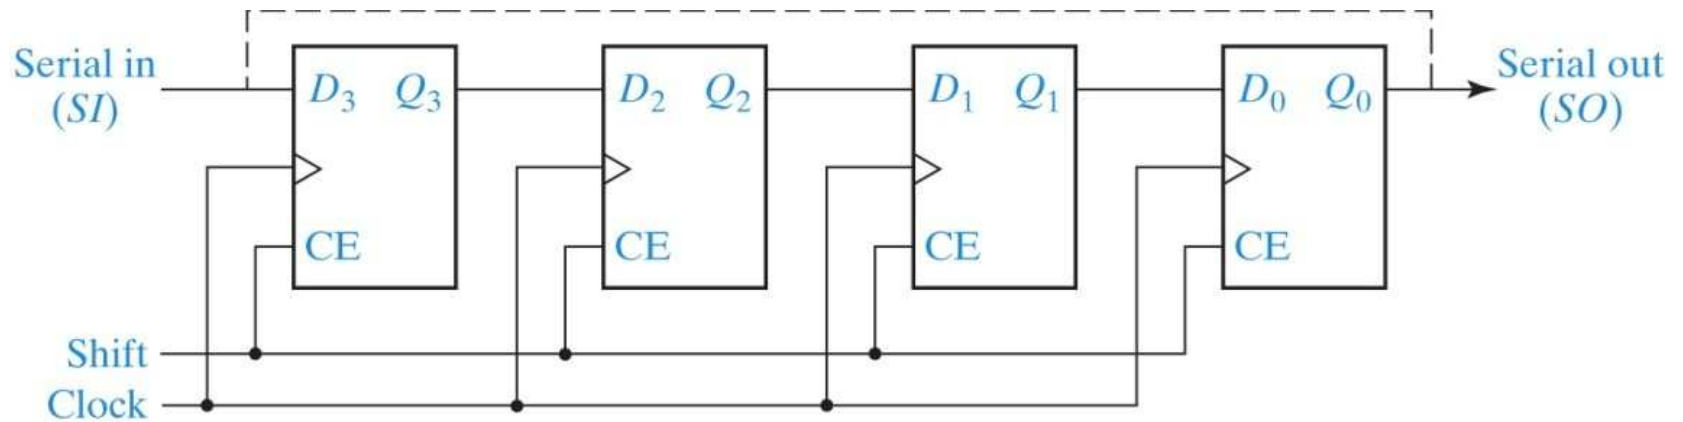 Serial in
(SI)
D₃ Q₃
D₂ Q₂
D₁ Q₁
D₀ Q₀
Serial out
(SO)
CE
CE
CE
CE
Shift
Clock